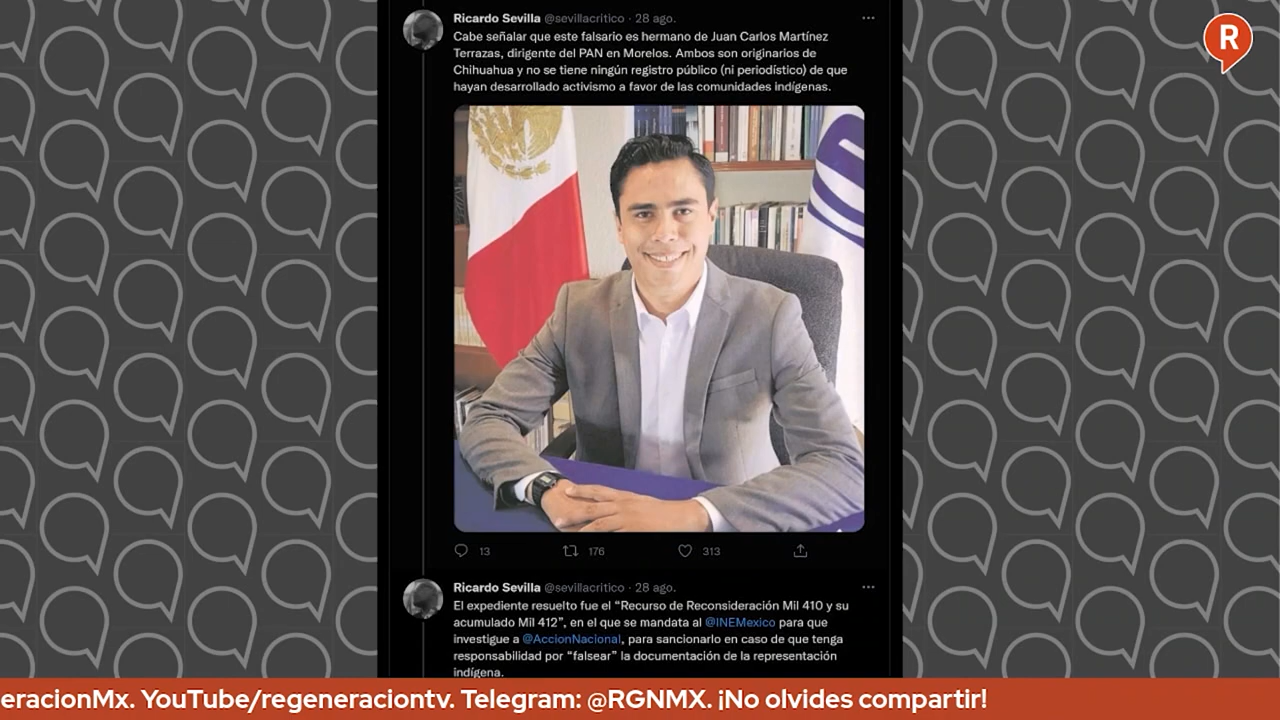 Ricardo Sevilla @sevillacritico · 28 ago.
Cabe señalar que este falsario es hermano de Juan Carlos Martínez
Terrazas, dirigente del PAN en Morelos. Ambos son originarios de
Chihuahua y no se tiene ningún registro público (ni periodístico) de que
hayan desarrollado activismo a favor de las comunidades indígenas.
R
13 176 313
Ricardo Sevilla @sevillacritico · 28 ago.
El expediente resuelto fue el “Recurso de Reconsideración Mil 410 y su
acumulado Mil 412”, en el que se mandata al @INEMexico para que
investigue a @AccionNacional, para sancionarlo en caso de que tenga
responsabilidad por “falsear” la documentación de la representación
indígena.
eracionMx. YouTube/regeneraciontv. Telegram: @RGNMX. ¡No olvides compartir!